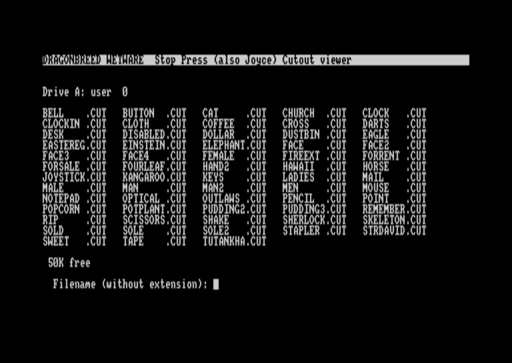 DRAGONBREED WETWARE  Stop Press (also Joyce) Cutout viewer
Drive A: user  0
BELL    .CUT  BUTTON  .CUT  CAT     .CUT  CHURCH  .CUT  CLOCK   .CUT
CLOCKIN .CUT  CLOTH   .CUT  COFFEE  .CUT  CROSS   .CUT  DARTS   .CUT
DESK    .CUT  DISABLED.CUT  DOLLAR  .CUT  DUSTBIN .CUT  EAGLE   .CUT
EASTEREG.CUT  EINSTEIN.CUT  ELEPHANT.CUT  FACE    .CUT  FACE2   .CUT
FACE3   .CUT  FACE4   .CUT  FEMALE  .CUT  FIREEXT .CUT  FORRENT .CUT
FORSALE .CUT  FOURLEAF.CUT  HAND2   .CUT  HAWAII  .CUT  HORSE   .CUT
JOYSTICK.CUT  KANGAROO.CUT  KEYS    .CUT  LADIES  .CUT  MAIL    .CUT
MALE    .CUT  MAN     .CUT  MAN2    .CUT  MEN     .CUT  MOUSE   .CUT
NOTEPAD .CUT  OPTICAL .CUT  OUTLAWS .CUT  PENCIL  .CUT  POINT   .CUT
POPCORN .CUT  POTPLANT.CUT  PUDDING2.CUT  PUDDING3.CUT  REMEMBER.CUT
RIP     .CUT  SCISSORS.CUT  SHAKE   .CUT  SHERLOCK.CUT  SKELETON.CUT
SOLD    .CUT  SOLE    .CUT  SOLE2   .CUT  STAPLER .CUT  STRDAVID.CUT
SWEET   .CUT  TAPE    .CUT  TUTANKHA.CUT
50K free
Filename (without extension):